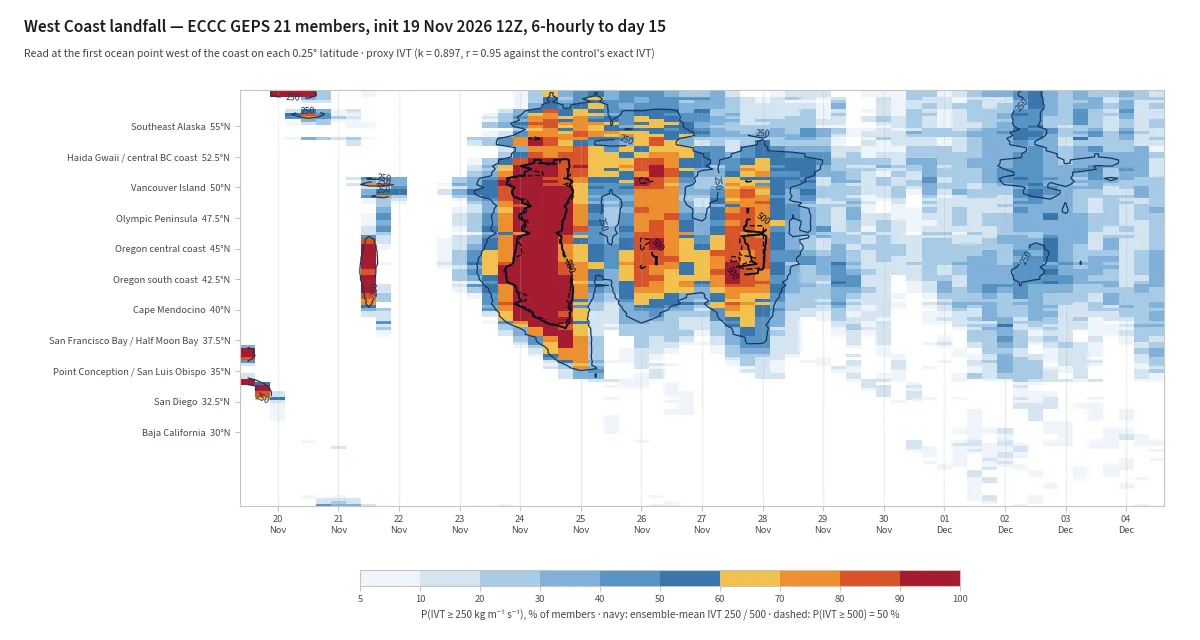 West Coast landfall — ECCC GEPS 21 members, init 19 Nov 2026 12Z, 6-hourly to day 15
Read at the first ocean point west of the coast on each 0.25° latitude · proxy IVT (k = 0.897, r = 0.95 against the control's exact IVT)
Southeast Alaska 55°N
Haida Gwaii / central BC coast 52.5°N
Vancouver Island 50°N
Olympic Peninsula 47.5°N
Oregon central coast 45°N
Oregon south coast 42.5°N
Cape Mendocino 40°N
San Francisco Bay / Half Moon Bay 37.5°N
Point Conception / San Luis Obispo 35°N
San Diego 32.5°N
Baja California 30°N
250
250
250
250
250
250
250
250
500
500
250
250
20 21 22 23 24 25 26 27 28 29 30 01 02 03 04
Nov Nov Nov Nov Nov Nov Nov Nov Nov Nov Nov Dec Dec Dec Dec
5 10 20 30 40 50 60 70 80 90 100
P(IVT ≥ 250 kg m⁻¹ s⁻¹), % of members · navy: ensemble-mean IVT 250 / 500 · dashed: P(IVT ≥ 500) = 50 %